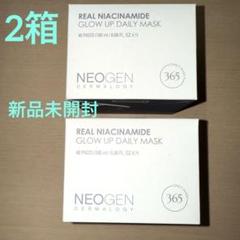 2箱
REAL NIACINAMIDE
GLOW UP DAILY MASK
NEOGEN
DERMALOGY
365
新品未開封
REAL NIACINAMIDE
GLOW UP DAILY MASK
NEOGEN
DERMALOGY
365